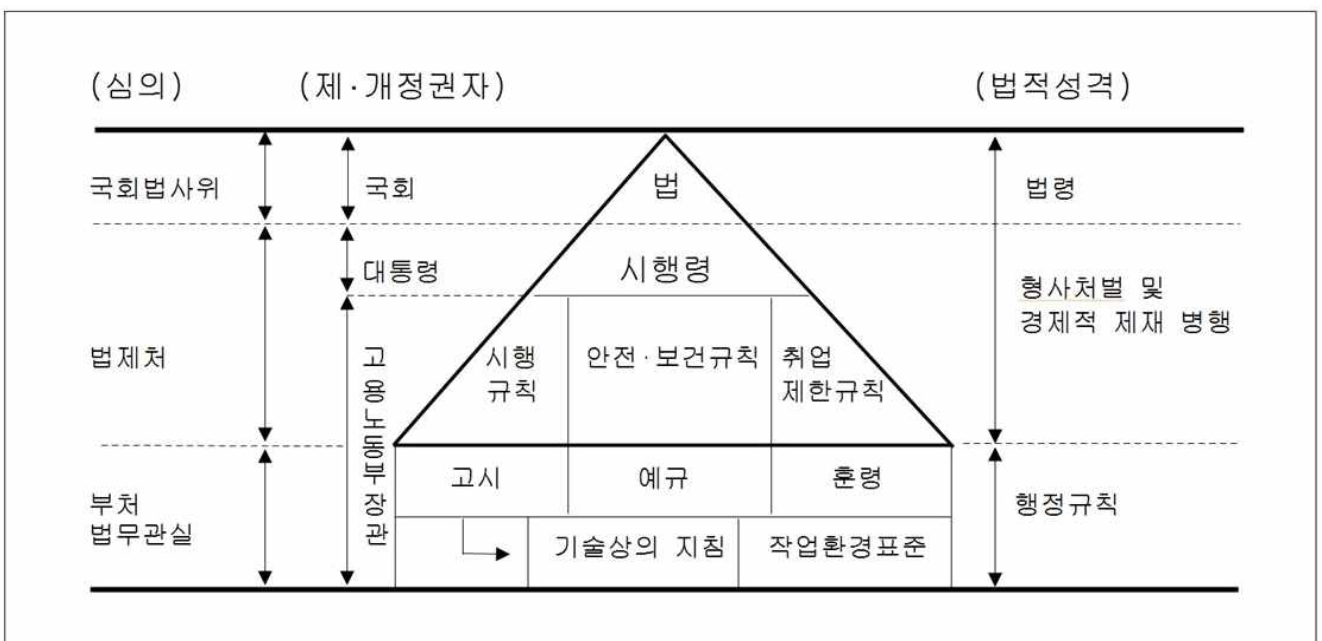 (심의) (제·개정권자) (법적성격)
국회법사위 국회 법 법령
대통령 시행령
형사처벌 및
경제적 제재 병행
법제처
고용노동부장관
시행
규칙
안전·보건규칙
취업
제한규칙
고시 예규 훈령
부처
법무관실
행정규칙
기술상의 지침 작업환경표준